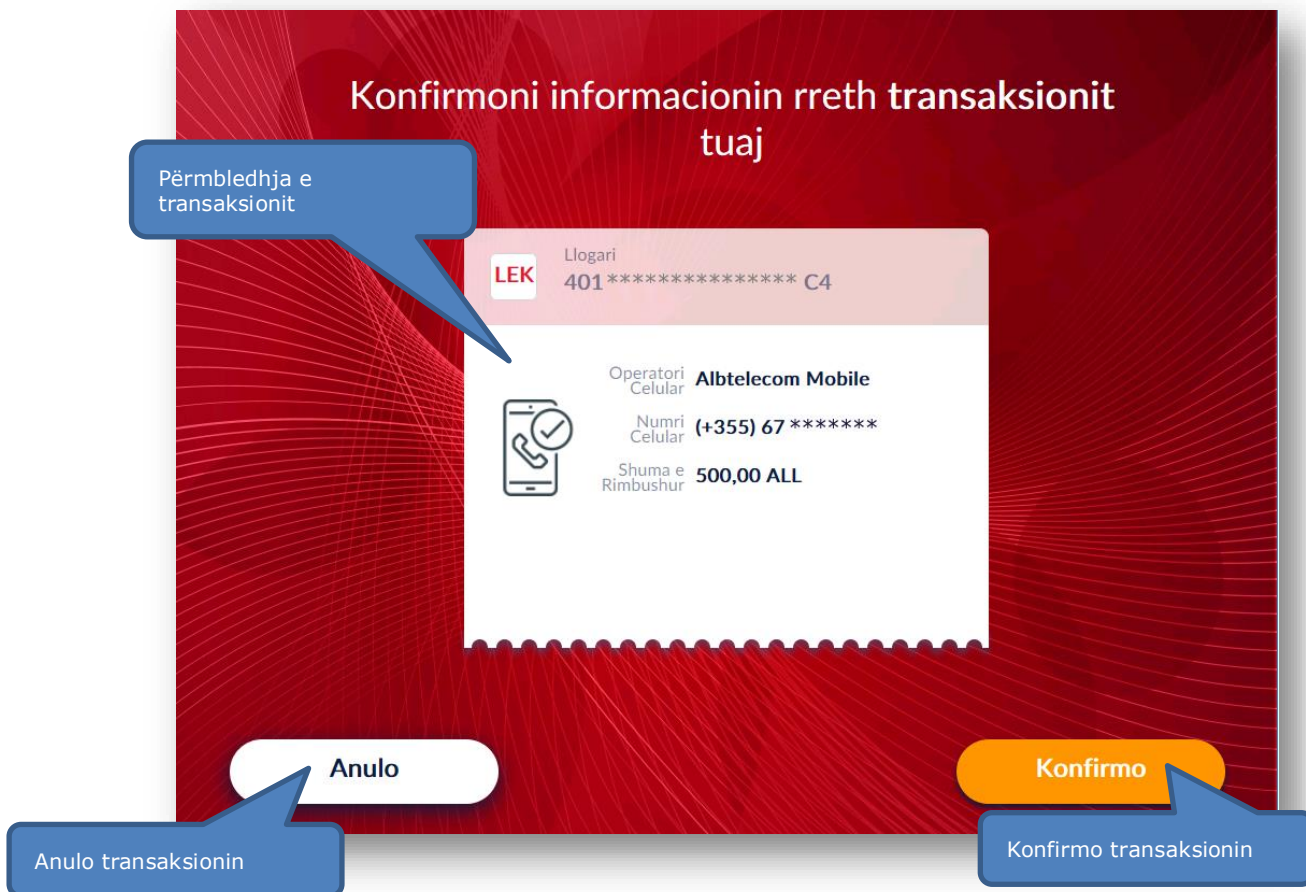 Konfirmoni informacionin rreth transaksionit
tuaj
Përmbledhja e
transaksionit
LEK
Llogari
401*************** C4
Operatori
Celular
Albtelecom Mobile
Numri
Celular
(+355) 67 *******
Shuma e
Rimbushur
500,00 ALL
Anulo
Konfirmo
Anulo transaksionin
Konfirmo transaksionin